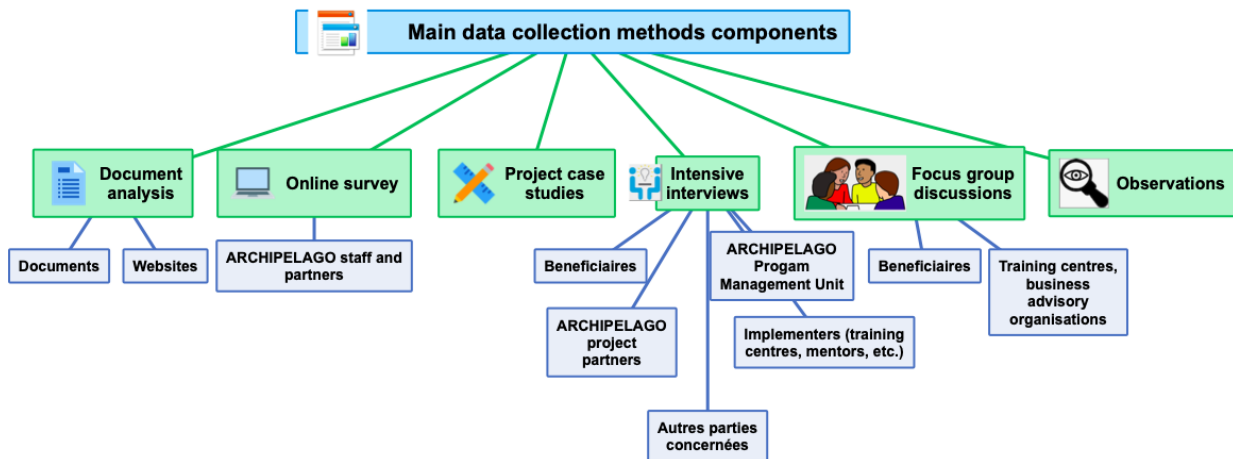 Main data collection methods components
Document
analysis
Online survey
Project case
studies
Intensive
interviews
Focus group
discussions
Observations
Documents
Websites
ARCHIPELAGO staff and
partners
Beneficiaires
ARCHIPELAGO
project
partners
Autres parties
concernées
ARCHIPELAGO
Progam
Management Unit
Implementers (training
centres, mentors, etc.)
Beneficiaires
Training centres,
business
advisory
organisations